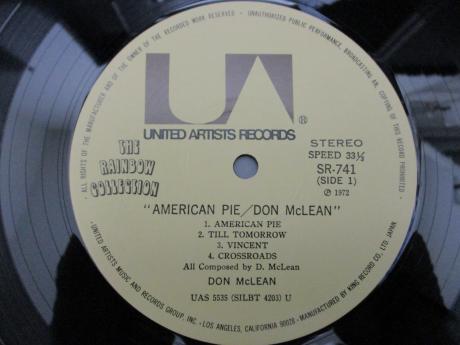 ALL RIGHTS OF THE MANUFACTURER AND OF THE OWNER OF THE RECORDED WORK RESERVED · UNAUTHORIZED PUBLIC PERFORMANCE, BROADCASTING AND COPYING OF THIS RECORD PROHIBITED ·
UA ®
UNITED ARTISTS RECORDS
THE
RAINBOW
COLLECTION
STEREO
SPEED 33⅓
SR-741
(SIDE 1)
Ⓟ 1972
"AMERICAN PIE/DON McLEAN"
1. AMERICAN PIE
2. TILL TOMORROW
3. VINCENT
4. CROSSROADS
All Composed by D. McLean
DON McLEAN
UAS 5535 (SILBT 4203) U
· UNITED ARTISTS MUSIC AND RECORDS GROUP, INC. · LOS ANGELES, CALIFORNIA 90028 · MANUFACTURED BY KING RECORD CO. LTD. JAPAN